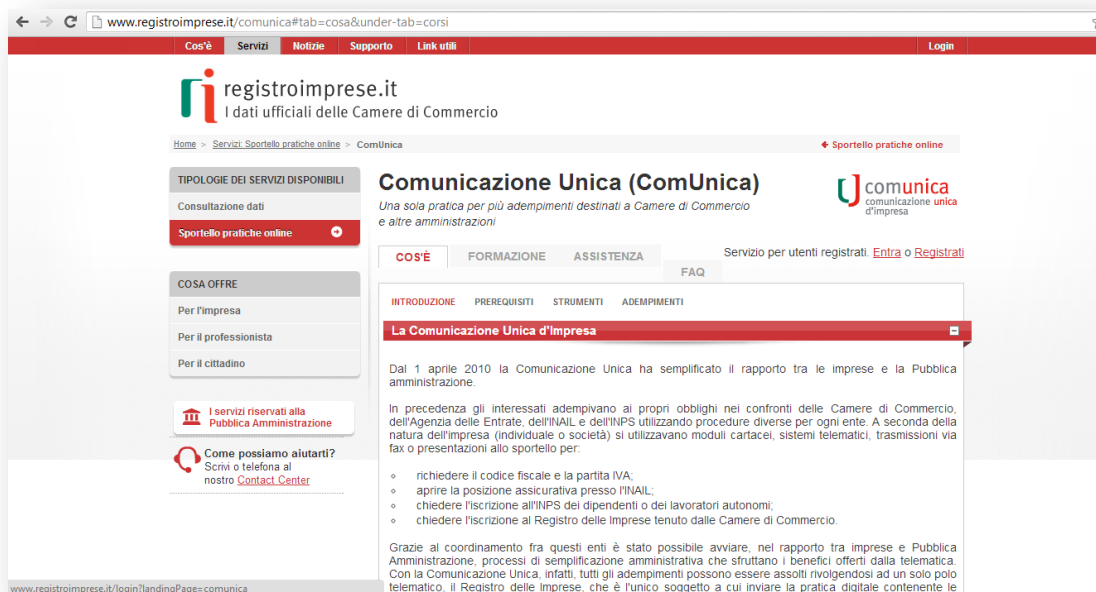 www.registroimprese.it/comunica#tab=cosa&under-tab=corsi
Cos'è Servizi Notizie Supporto Link utili Login
registroimprese.it
I dati ufficiali delle Camere di Commercio
Home > Servizi: Sportello pratiche online > ComUnica
Sportello pratiche online
TIPOLOGIE DEI SERVIZI DISPONIBILI
Consultazione dati
Sportello pratiche online
COSA OFFRE
Per l'impresa
Per il professionista
Per il cittadino
I servizi riservati alla
Pubblica Amministrazione
Come possiamo aiutarti?
Scrivi o telefona al
nostro Contact Center
Comunicazione Unica (ComUnica)
Una sola pratica per più adempimenti destinati a Camere di Commercio
e altre amministrazioni
comunica
comunicazione unica
d'impresa
COS'È FORMAZIONE ASSISTENZA
FAQ
Servizio per utenti registrati. Entra o Registrati
INTRODUZIONE PREREQUISITI STRUMENTI ADEMPIMENTI
La Comunicazione Unica d'Impresa
Dal 1 aprile 2010 la Comunicazione Unica ha semplificato il rapporto tra le imprese e la Pubblica
amministrazione.
In precedenza gli interessati adempivano ai propri obblighi nei confronti delle Camere di Commercio,
dell'Agenzia delle Entrate, dell'INAIL e dell'INPS utilizzando procedure diverse per ogni ente. A seconda della
natura dell'impresa (individuale o società) si utilizzavano moduli cartacei, sistemi telematici, trasmissioni via
fax o presentazioni allo sportello per:
richiedere il codice fiscale e la partita IVA;
aprire la posizione assicurativa presso l'INAIL;
chiedere l'iscrizione all'INPS dei dipendenti o dei lavoratori autonomi;
chiedere l'iscrizione al Registro delle Imprese tenuto dalle Camere di Commercio.
Grazie al coordinamento fra questi enti è stato possibile avviare, nel rapporto tra imprese e Pubblica
Amministrazione, processi di semplificazione amministrativa che sfruttano i benefici offerti dalla telematica.
Con la Comunicazione Unica, infatti, tutti gli adempimenti possono essere assolti rivolgendosi ad un solo polo
telematico, il Registro delle Imprese, che è l'unico soggetto a cui inviare la pratica digitale contenente le
www.registroimprese.it/login?landingPage=comunica